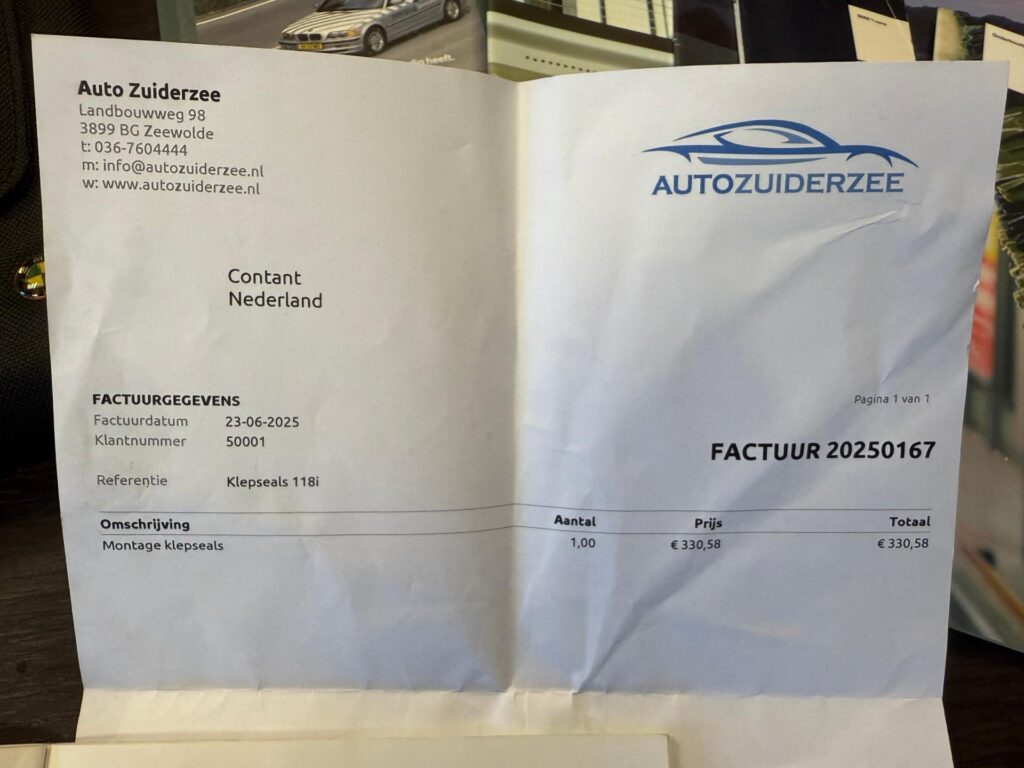 Auto Zuiderzee
Landbouwweg 98
3899 BG Zeewolde
t: 036-7604444
m: info@autozuiderzee.nl
w: www.autozuiderzee.nl
AUTOZUIDERZEE
Contant
Nederland
FACTUURGEGEVENS
Factuurdatum 23-06-2025
Klantnummer 50001
Referentie Klepseals 118i
Pagina 1 van 1
FACTUUR 20250167
Omschrijving Aantal Prijs Totaal
Montage klepseals 1,00 € 330,58 € 330,58